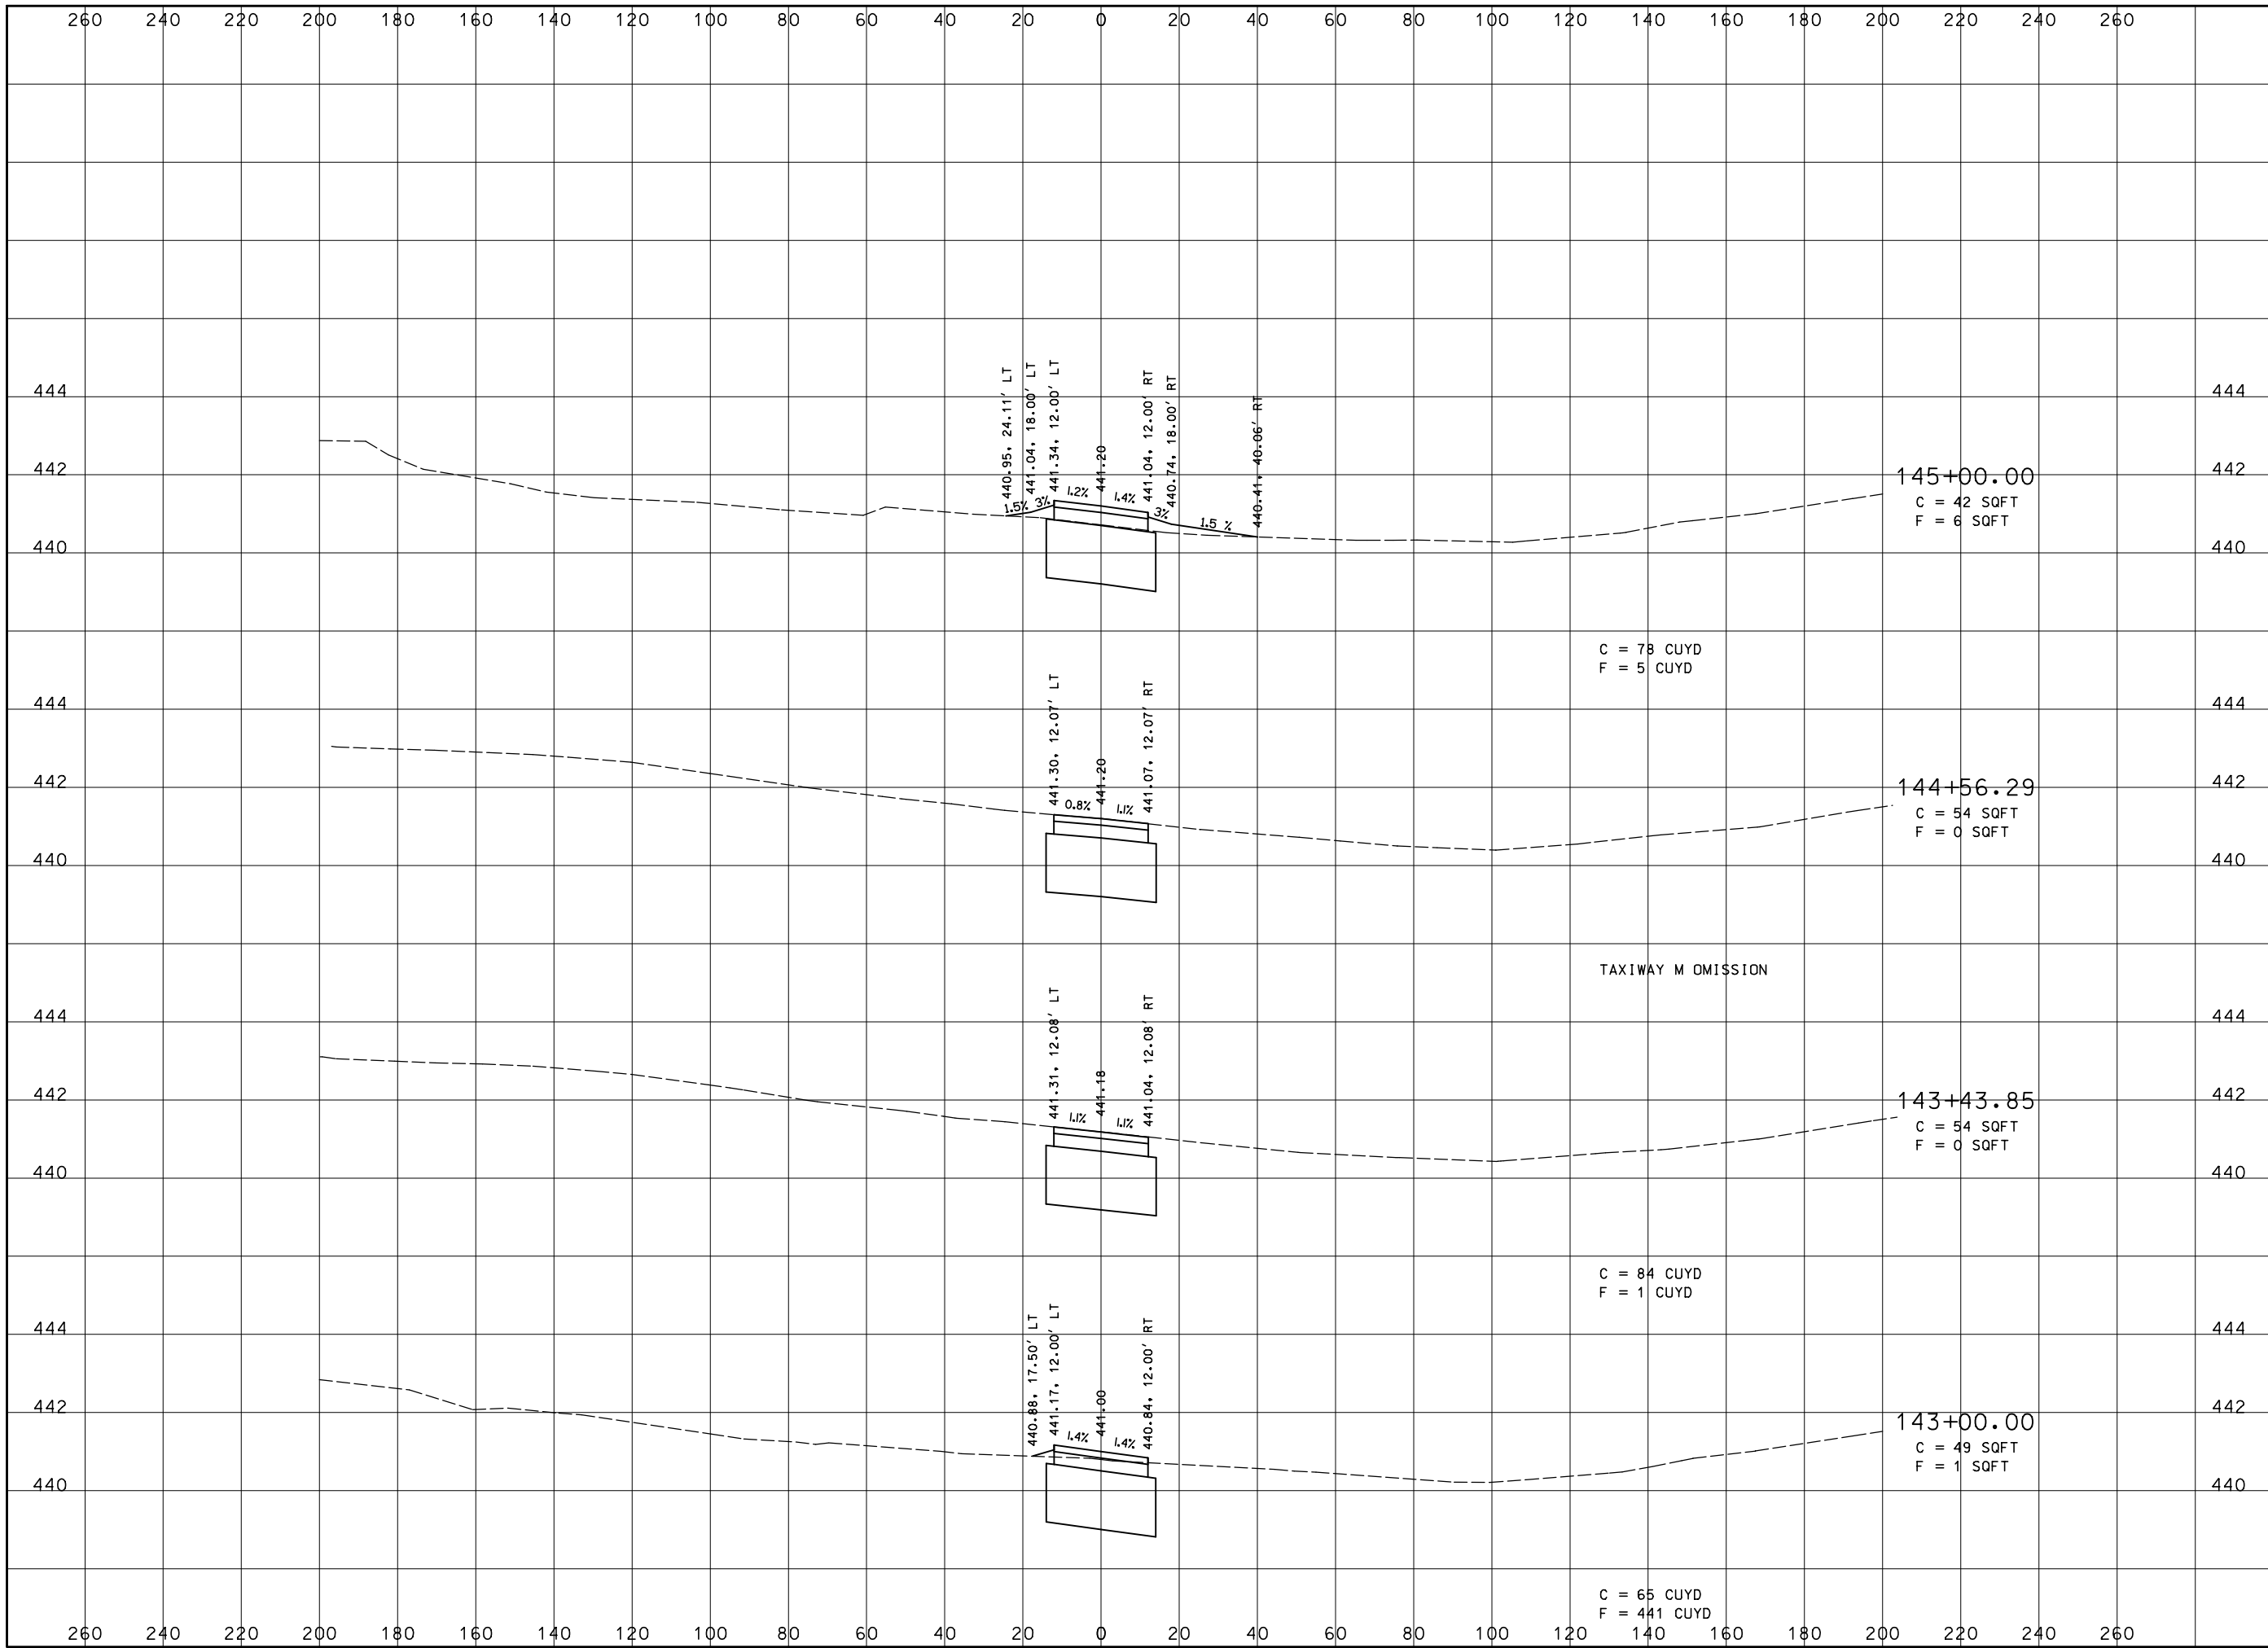 260 240 220 200 180 160 140 120 100 80 60 40 20 0 20 40 60 80 100 120 140 160 180 200 220 240 260
440.95, 24.11' LT
441.04, 18.00' LT
441.34, 12.00' LT
441.20
441.04, 12.00' RT
440.74, 18.00' RT
440.41, 40.06' RT
444 444
442 442
145+00.00
1.5% 3% 1.2% 1.4% 3% 1.5 %
C = 42 SQFT
F = 6 SQFT
440 440
C = 78 CUYD
F = 5 CUYD
441.30, 12.07' LT
441.20
441.07, 12.07' RT
444 444
442 442
144+56.29
0.8% 1.1%
C = 54 SQFT
F = 0 SQFT
440 440
TAXIWAY M OMISSION
441.31, 12.08' LT
441.18
441.04, 12.08' RT
444 444
442 442
143+43.85
1.1% 1.1%
C = 54 SQFT
F = 0 SQFT
440 440
C = 84 CUYD
F = 1 CUYD
440.88, 17.50' LT
441.17, 12.00' LT
441.00
440.84, 12.00' RT
444 444
442 442
143+00.00
1.4% 1.4%
C = 49 SQFT
F = 1 SQFT
440 440
C = 65 CUYD
F = 441 CUYD
260 240 220 200 180 160 140 120 100 80 60 40 20 0 20 40 60 80 100 120 140 160 180 200 220 240 260